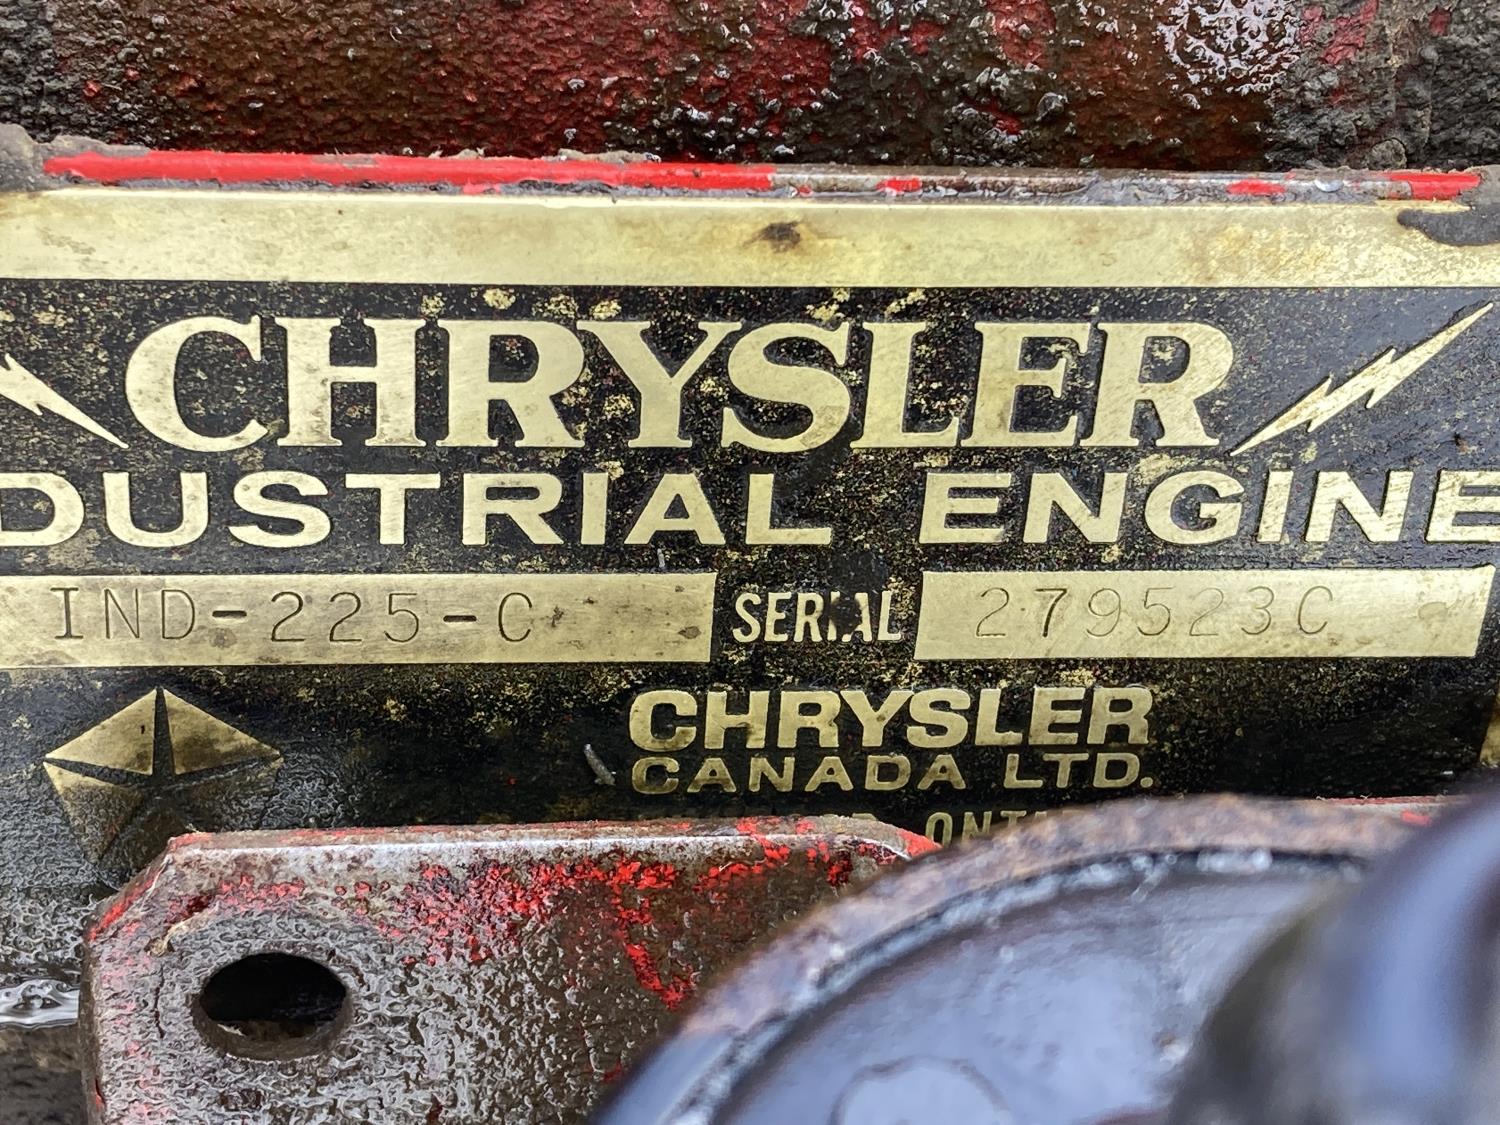 CHRYSLER
DUSTRIAL ENGINE
IND-225-C SERIAL 279523C
CHRYSLER
CANADA LTD.